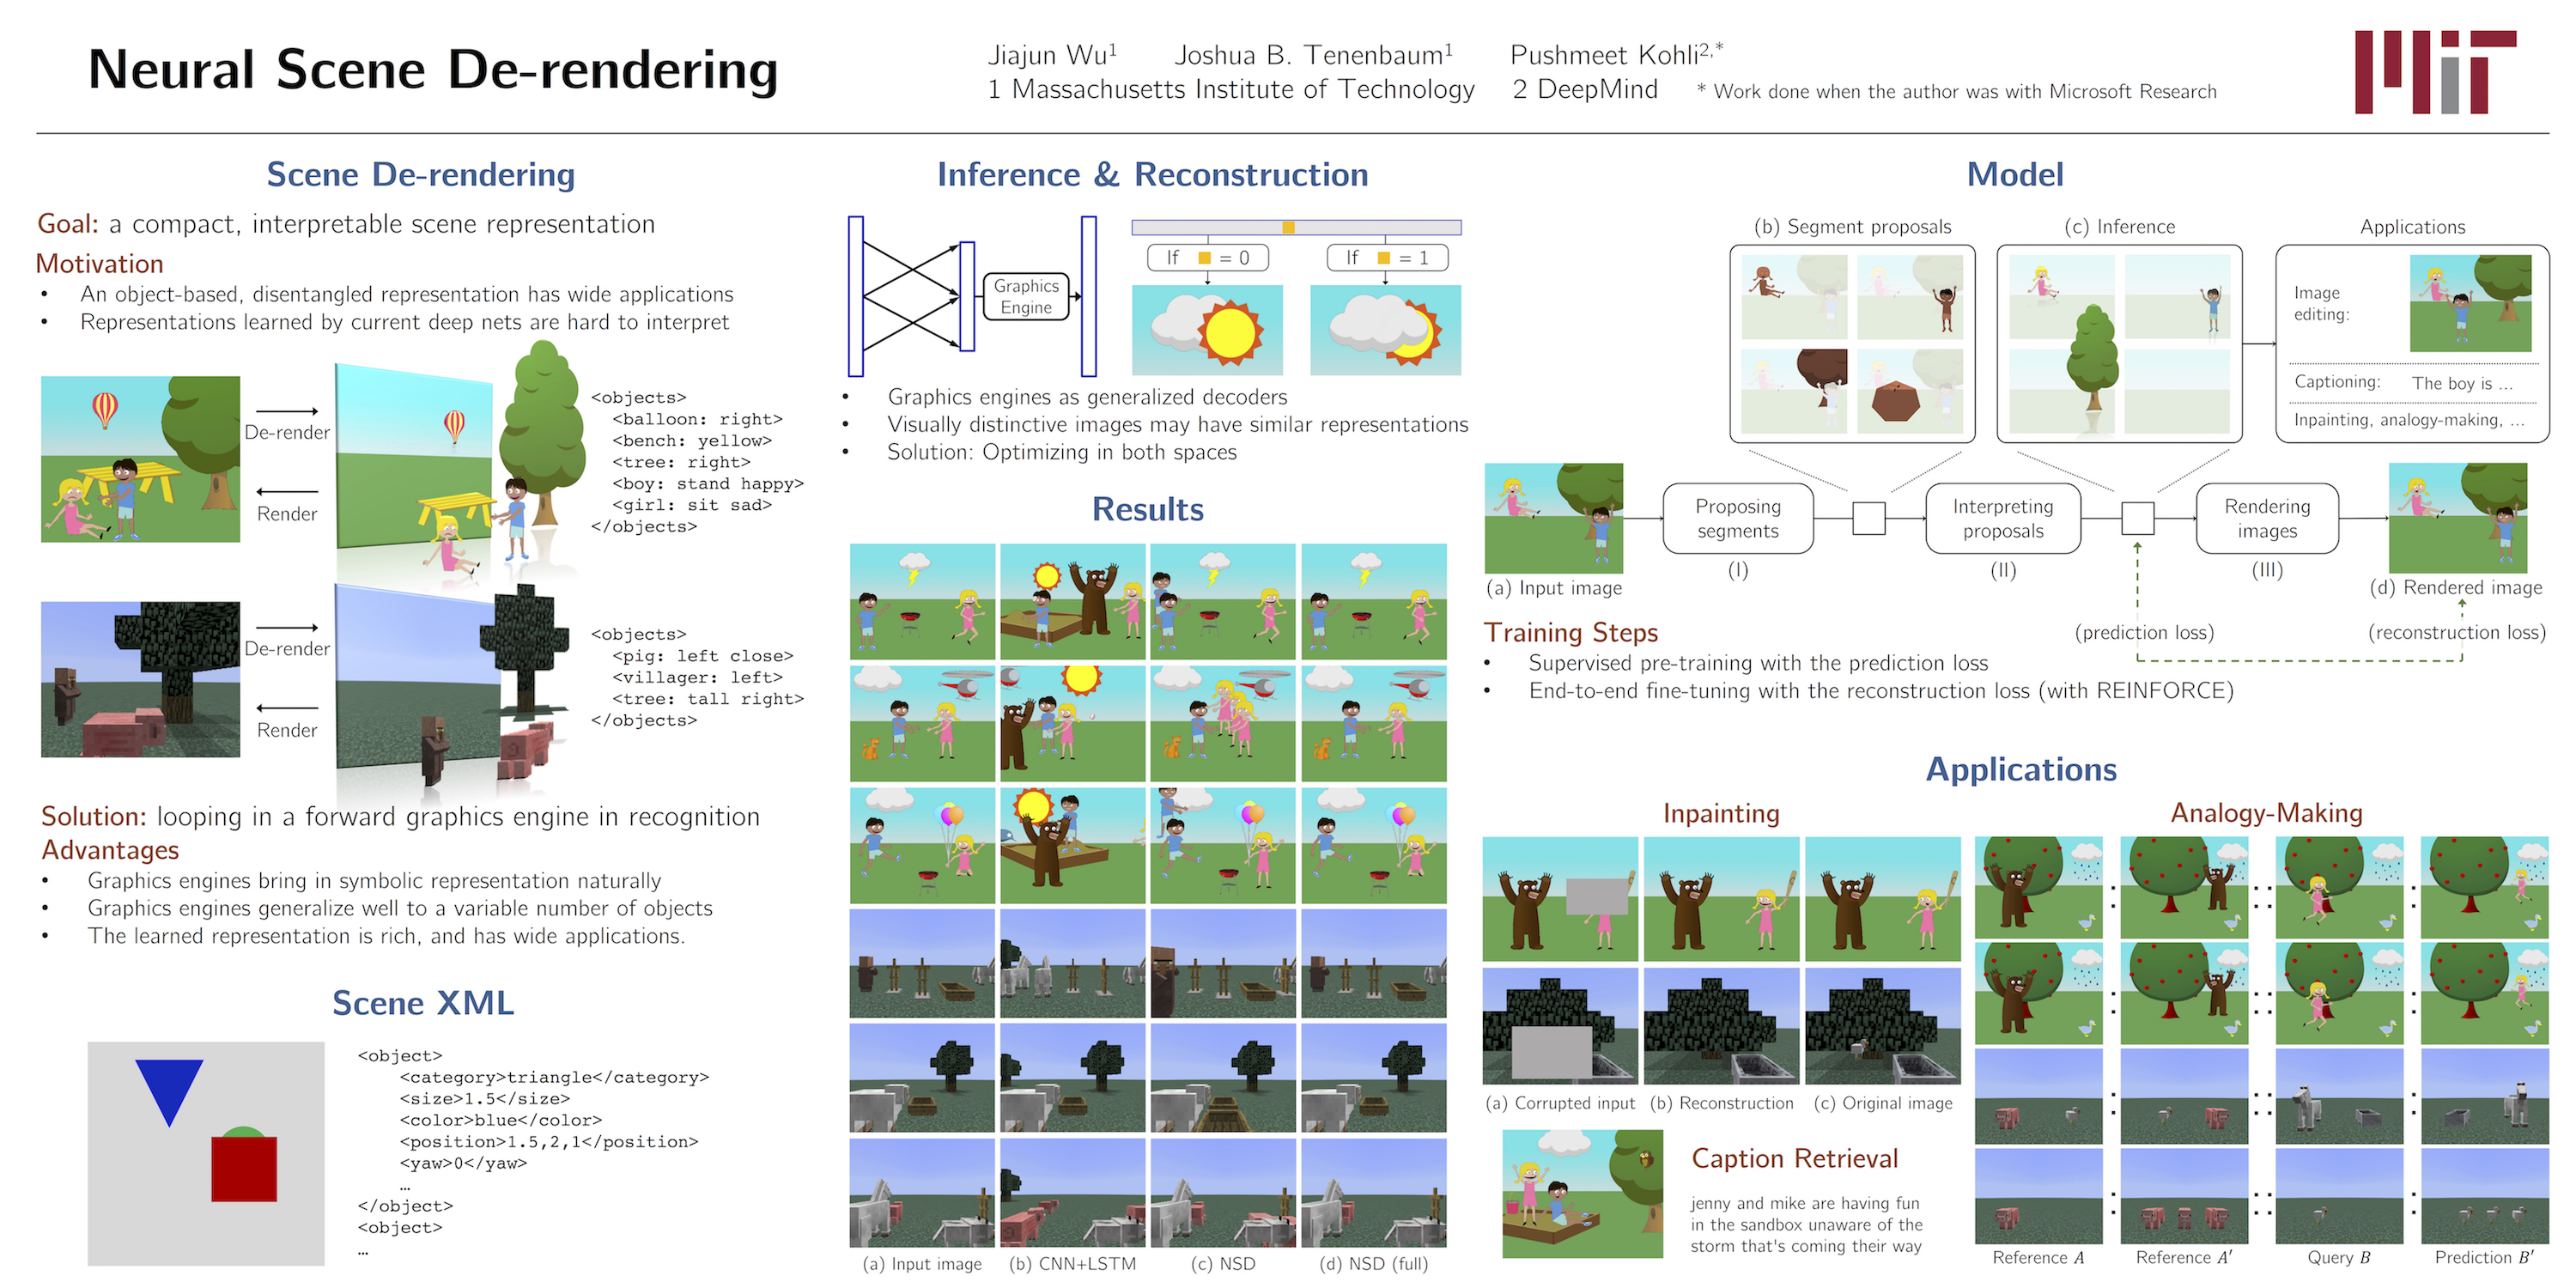 Neural Scene De-rendering
Jiajun Wu¹ Joshua B. Tenenbaum¹ Pushmeet Kohli²,*
1 Massachusetts Institute of Technology 2 DeepMind * Work done when the author was with Microsoft Research
MIT
Scene De-rendering
Goal: a compact, interpretable scene representation
Motivation
• An object-based, disentangled representation has wide applications
• Representations learned by current deep nets are hard to interpret
De-render
Render
<objects>
<balloon: right>
<bench: yellow>
<tree: right>
<boy: stand happy>
<girl: sit sad>
</objects>
De-render
Render
<objects>
<pig: left close>
<villager: left>
<tree: tall right>
</objects>
Solution: looping in a forward graphics engine in recognition
Advantages
• Graphics engines bring in symbolic representation naturally
• Graphics engines generalize well to a variable number of objects
• The learned representation is rich, and has wide applications.
Scene XML
<object>
<category>triangle</category>
<size>1.5</size>
<color>blue</color>
<position>1.5,2,1</position>
<yaw>0</yaw>
…
</object>
<object>
…
Inference & Reconstruction
Graphics
Engine
If = 0
If = 1
• Graphics engines as generalized decoders
• Visually distinctive images may have similar representations
• Solution: Optimizing in both spaces
Results
(a) Input image (b) CNN+LSTM (c) NSD (d) NSD (full)
Model
(b) Segment proposals
(c) Inference
Applications
Image
editing:
Captioning: The boy is ...
Inpainting, analogy-making, ...
Proposing
segments
(I)
Interpreting
proposals
(II)
Rendering
images
(III)
(a) Input image
(d) Rendered image
(prediction loss)
(reconstruction loss)
Training Steps
• Supervised pre-training with the prediction loss
• End-to-end fine-tuning with the reconstruction loss (with REINFORCE)
Applications
Inpainting
(a) Corrupted input (b) Reconstruction (c) Original image
Caption Retrieval
jenny and mike are having fun
in the sandbox unaware of the
storm that's coming their way
Analogy-Making
: :: :
: :: :
: :: :
: :: :
Reference A Reference A′ Query B Prediction B′